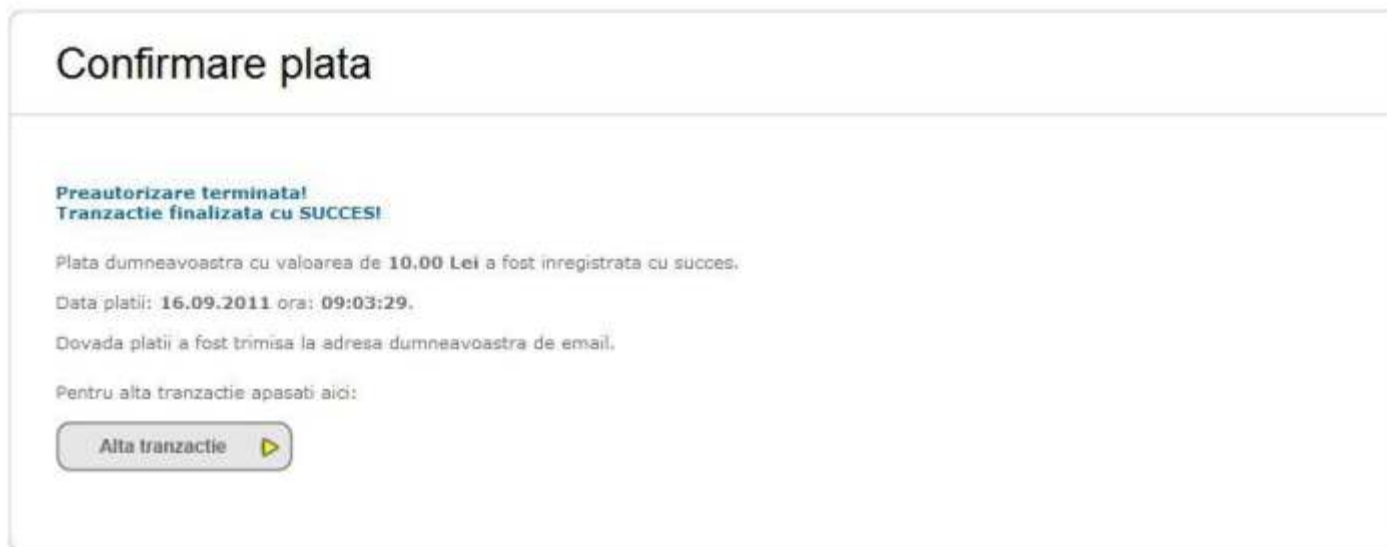 Confirmare plata
Preautorizare terminata!
Tranzactie finalizata cu SUCCES!
Plata dumneavoastra cu valoarea de 10.00 Lei a fost inregistrata cu succes.
Data platii: 16.09.2011 ora: 09:03:29.
Dovada platii a fost trimisa la adresa dumneavoastra de email.
Pentru alta tranzactie apasati aici:
Alta tranzactie